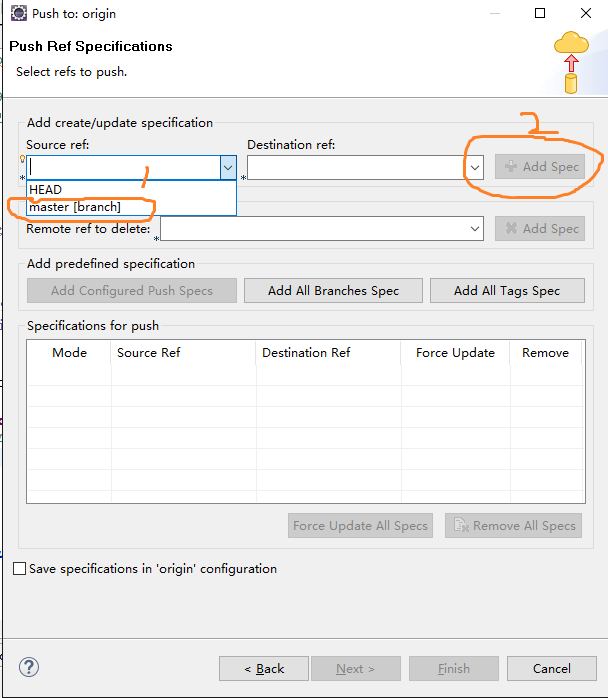 Push to: origin
Push Ref Specifications
Select refs to push.
Add create/update specification
Source ref:
Destination ref:
2
* * Add Spec
1
HEAD
master [branch]
Remote ref to delete: * Add Spec
Add predefined specification
Add Configured Push Specs
Add All Branches Spec
Add All Tags Spec
Specifications for push
Mode Source Ref Destination Ref Force Update Remove
Force Update All Specs
Remove All Specs
Save specifications in 'origin' configuration
? < Back Next > Finish Cancel